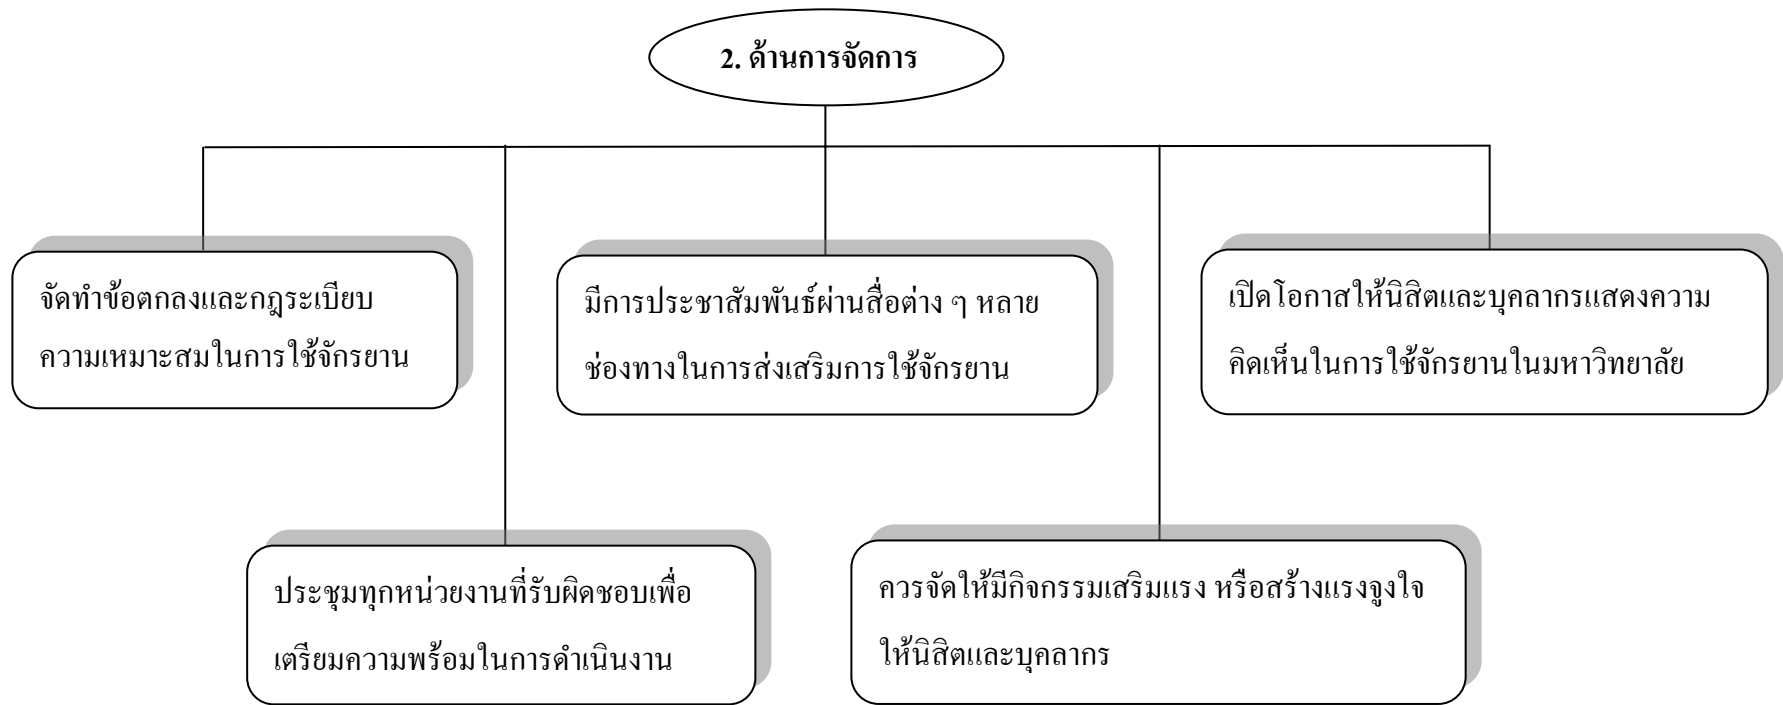 2. ด้านการจัดการ
จัดทำข้อตกลงและกฎระเบียบ
ความเหมาะสมในการใช้จักรยาน
มีการประชาสัมพันธ์ผ่านสื่อต่าง ๆ หลาย
ช่องทางในการส่งเสริมการใช้จักรยาน
เปิดโอกาสให้นิสิตและบุคลากรแสดงความ
คิดเห็นในการใช้จักรยานในมหาวิทยาลัย
ประชุมทุกหน่วยงานที่รับผิดชอบเพื่อ
เตรียมความพร้อมในการดำเนินงาน
ควรจัดให้มีกิจกรรมเสริมแรง หรือสร้างแรงจูงใจ
ให้นิสิตและบุคลากร